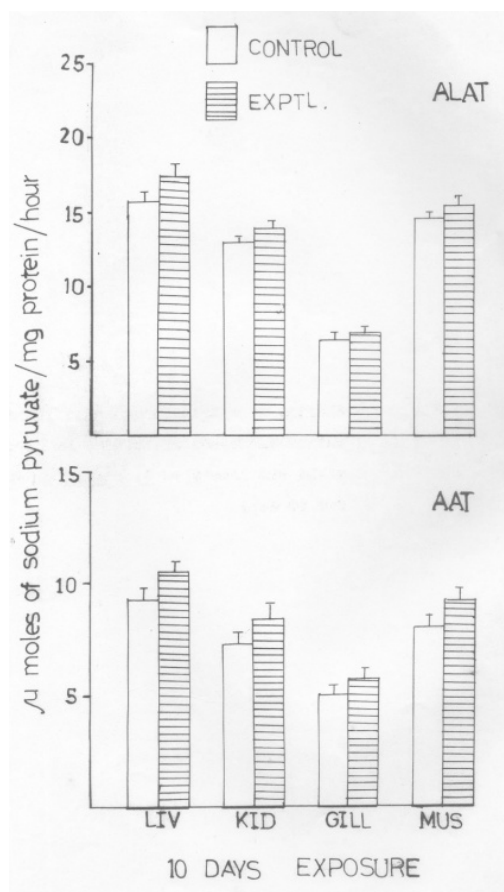 CONTROL
EXPTL.
ALAT
25
20
15
10
5
μ moles of sodium pyruvate/mg protein/hour
AAT
15
10
5
LIV KID GILL MUS
10 DAYS EXPOSURE